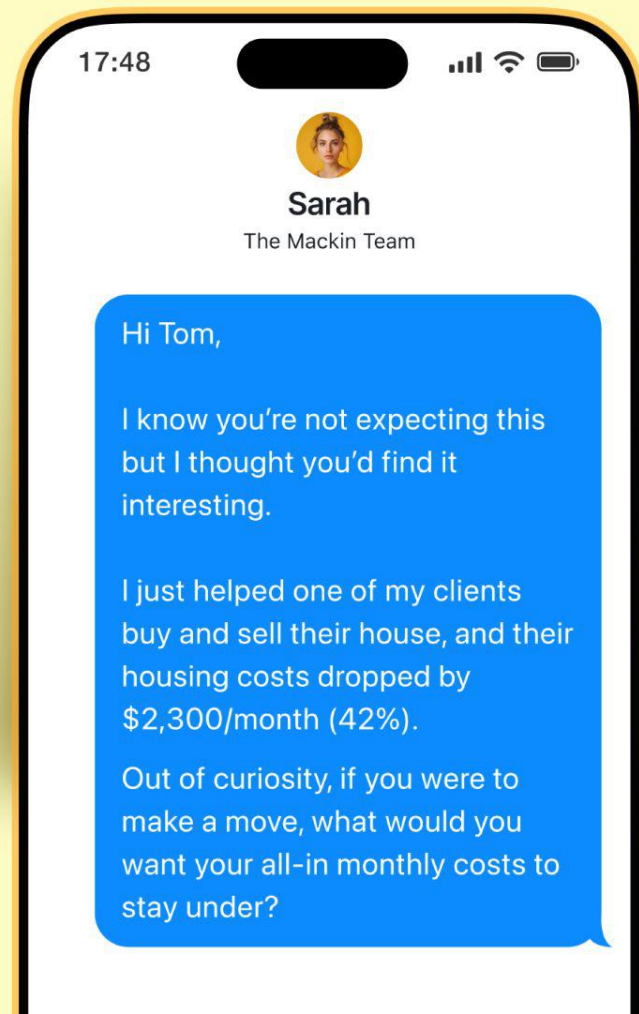 17:48
Sarah
The Mackin Team
Hi Tom,
I know you’re not expecting this
but I thought you’d find it
interesting.
I just helped one of my clients
buy and sell their house, and their
housing costs dropped by
$2,300/month (42%).
Out of curiosity, if you were to
make a move, what would you
want your all-in monthly costs to
stay under?